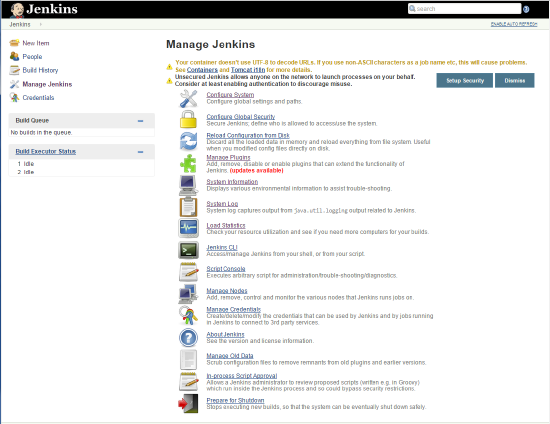 Jenkins
search
Jenkins
ENABLE AUTO REFRESH
New Item
People
Build History
Manage Jenkins
Credentials
Build Queue
No builds in the queue.
Build Executor Status
1 Idle
2 Idle
Manage Jenkins
Your container doesn't use UTF-8 to decode URLs. If you use non-ASCII characters as a job name etc, this will cause problems.
See Containers and Tomcat i18n for more details.
Unsecured Jenkins allows anyone on the network to launch processes on your behalf.
Consider at least enabling authentication to discourage misuse.
Setup Security
Dismiss
Configure System
Configure global settings and paths.
Configure Global Security
Secure Jenkins; define who is allowed to access/use the system.
Reload Configuration from Disk
Discard all the loaded data in memory and reload everything from file system. Useful
when you modified config files directly on disk.
Manage Plugins
Add, remove, disable or enable plugins that can extend the functionality of
Jenkins. (updates available)
System Information
Displays various environmental information to assist trouble-shooting.
System Log
System log captures output from java.util.logging output related to Jenkins.
Load Statistics
Check your resource utilization and see if you need more computers for your builds.
Jenkins CLI
Access/manage Jenkins from your shell, or from your script.
Script Console
Executes arbitrary script for administration/trouble-shooting/diagnostics.
Manage Nodes
Add, remove, control and monitor the various nodes that Jenkins runs jobs on.
Manage Credentials
Create/delete/modify the credentials that can be used by Jenkins and by jobs running
in Jenkins to connect to 3rd party services.
About Jenkins
See the version and license information.
Manage Old Data
Scrub configuration files to remove remnants from old plugins and earlier versions.
In-process Script Approval
Allows a Jenkins administrator to review proposed scripts (written e.g. in Groovy)
which run inside the Jenkins process and so could bypass security restrictions.
Prepare for Shutdown
Stops executing new builds, so that the system can be eventually shut down safely.